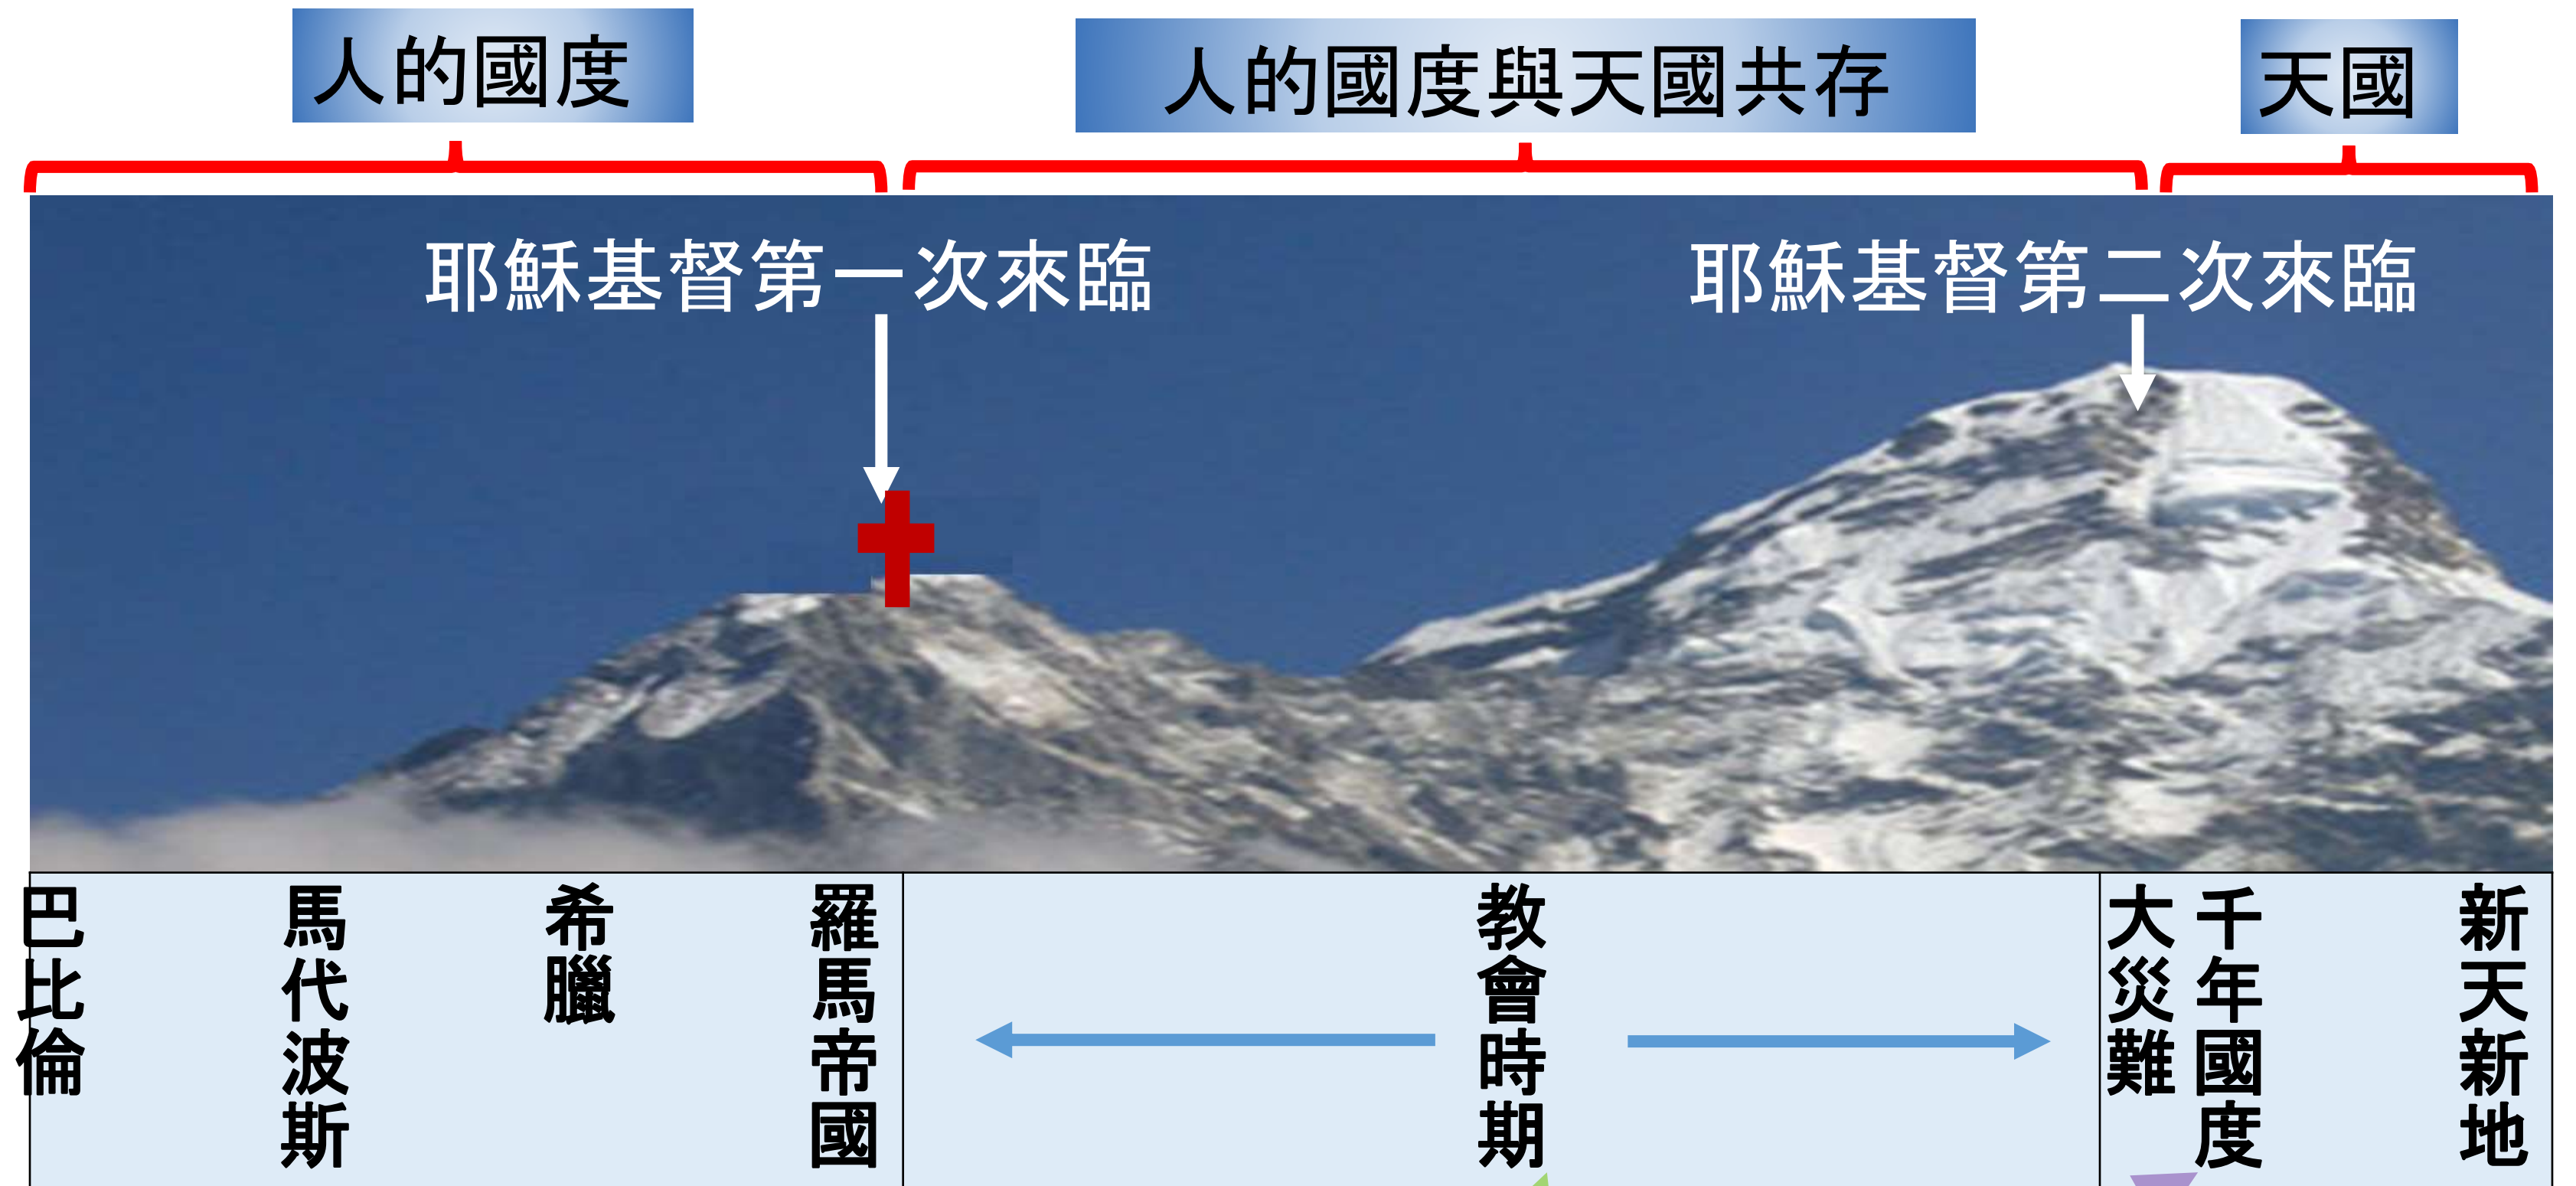 人的國度
人的國度與天國共存
天國
耶穌基督第一次來臨
耶穌基督第二次來臨
巴比倫
馬代波斯
希臘
羅馬帝國
教會時期
大災難
千年國度
新天新地